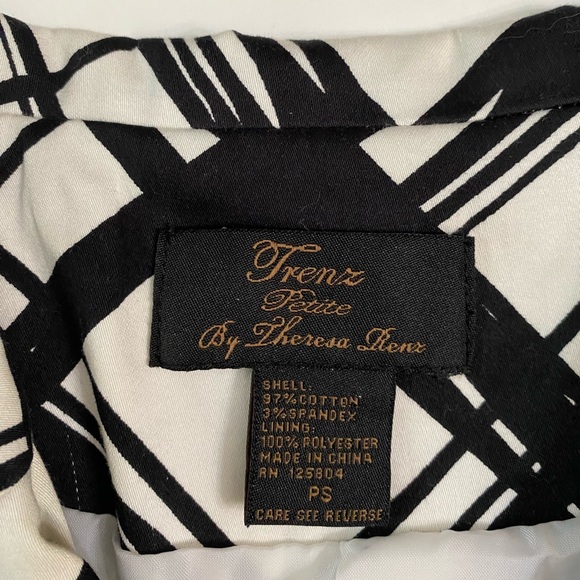 Trenz
Petite
By Theresa Renz
SHELL:
97% COTTON
3% SPANDEX
LINING:
100% POLYESTER
MADE IN CHINA
RN 125804
PS
CARE SEE REVERSE